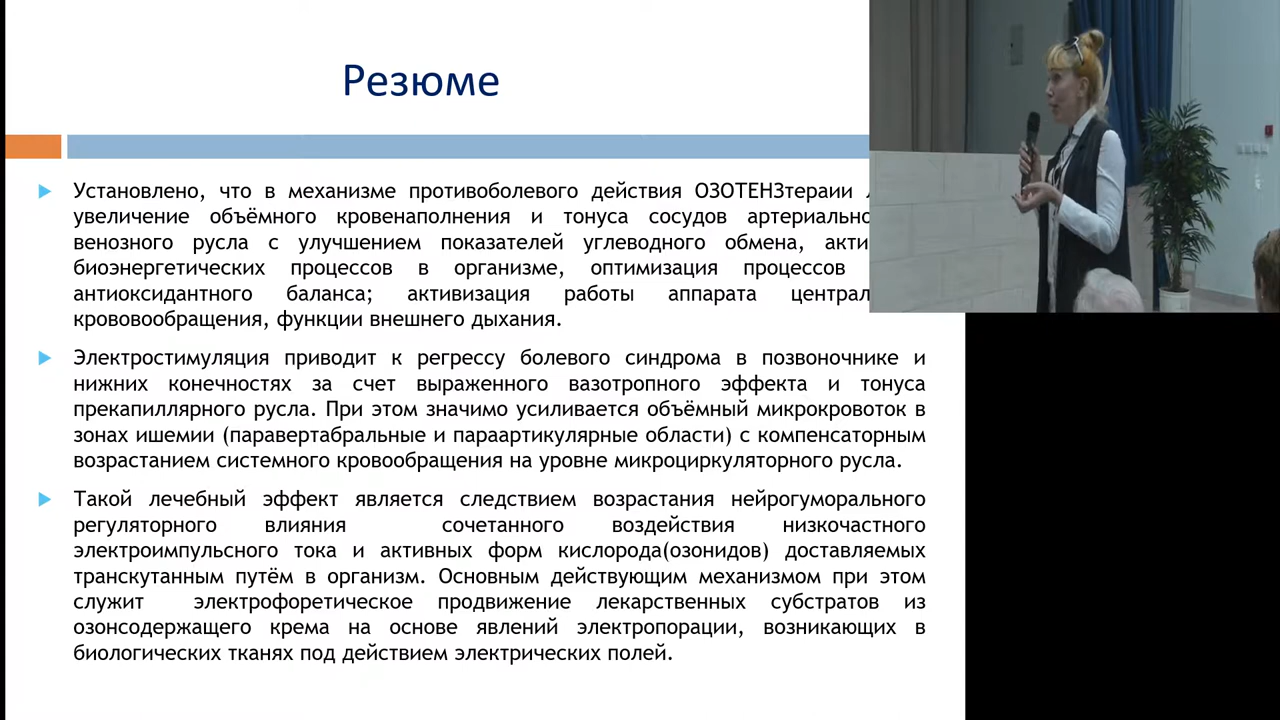 Резюме
Установлено, что в механизме противоболевого действия ОЗОТЕНЗтераии
увеличение объёмного кровенаполнения и тонуса сосудов
венозного русла с улучшением показателей углеводного обмена,
биоэнергетических процессов в организме, оптимизация процессов
антиоксидантного баланса; активизация работы аппарата
крововообращения, функции внешнего дыхания.
Электростимуляция приводит к регрессу болевого синдрома в позвоночнике и
нижних конечностях за счет выраженного вазотропного эффекта и тонуса
прекапиллярного русла. При этом значимо усиливается объёмный микрокровоток в
зонах ишемии (паравертабральные и параартикулярные области) с компенсаторным
возрастанием системного кровообращения на уровне микроциркуляторного русла.
Такой лечебный эффект является следствием возрастания нейрогуморального
регуляторного влияния сочетанного воздействия низкочастного
электроимпульсного тока и активных форм кислорода(озонидов) доставляемых
транскутанным путём в организм. Основным действующим механизмом при этом
служит электрофоретическое продвижение лекарственных субстратов из
озонсодержащего крема на основе явлений электропорации, возникающих в
биологических тканях под действием электрических полей.